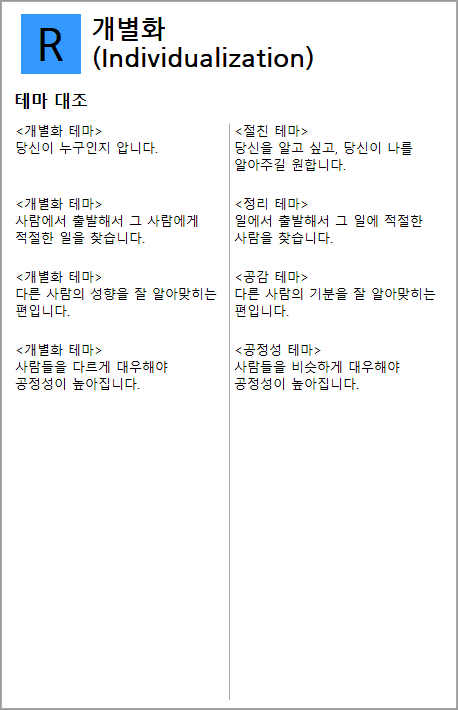 R
개별화
(Individualization)
테마 대조
<개별화 테마>
당신이 누구인지 압니다.
<절친 테마>
당신을 알고 싶고, 당신이 나를
알아주길 원합니다.
<개별화 테마>
사람에서 출발해서 그 사람에게
적절한 일을 찾습니다.
<정리 테마>
일에서 출발해서 그 일에 적절한
사람을 찾습니다.
<개별화 테마>
다른 사람의 성향을 잘 알아맞히는
편입니다.
<공감 테마>
다른 사람의 기분을 잘 알아맞히는
편입니다.
<개별화 테마>
사람들을 다르게 대우해야
공정성이 높아집니다.
<공정성 테마>
사람들을 비슷하게 대우해야
공정성이 높아집니다.